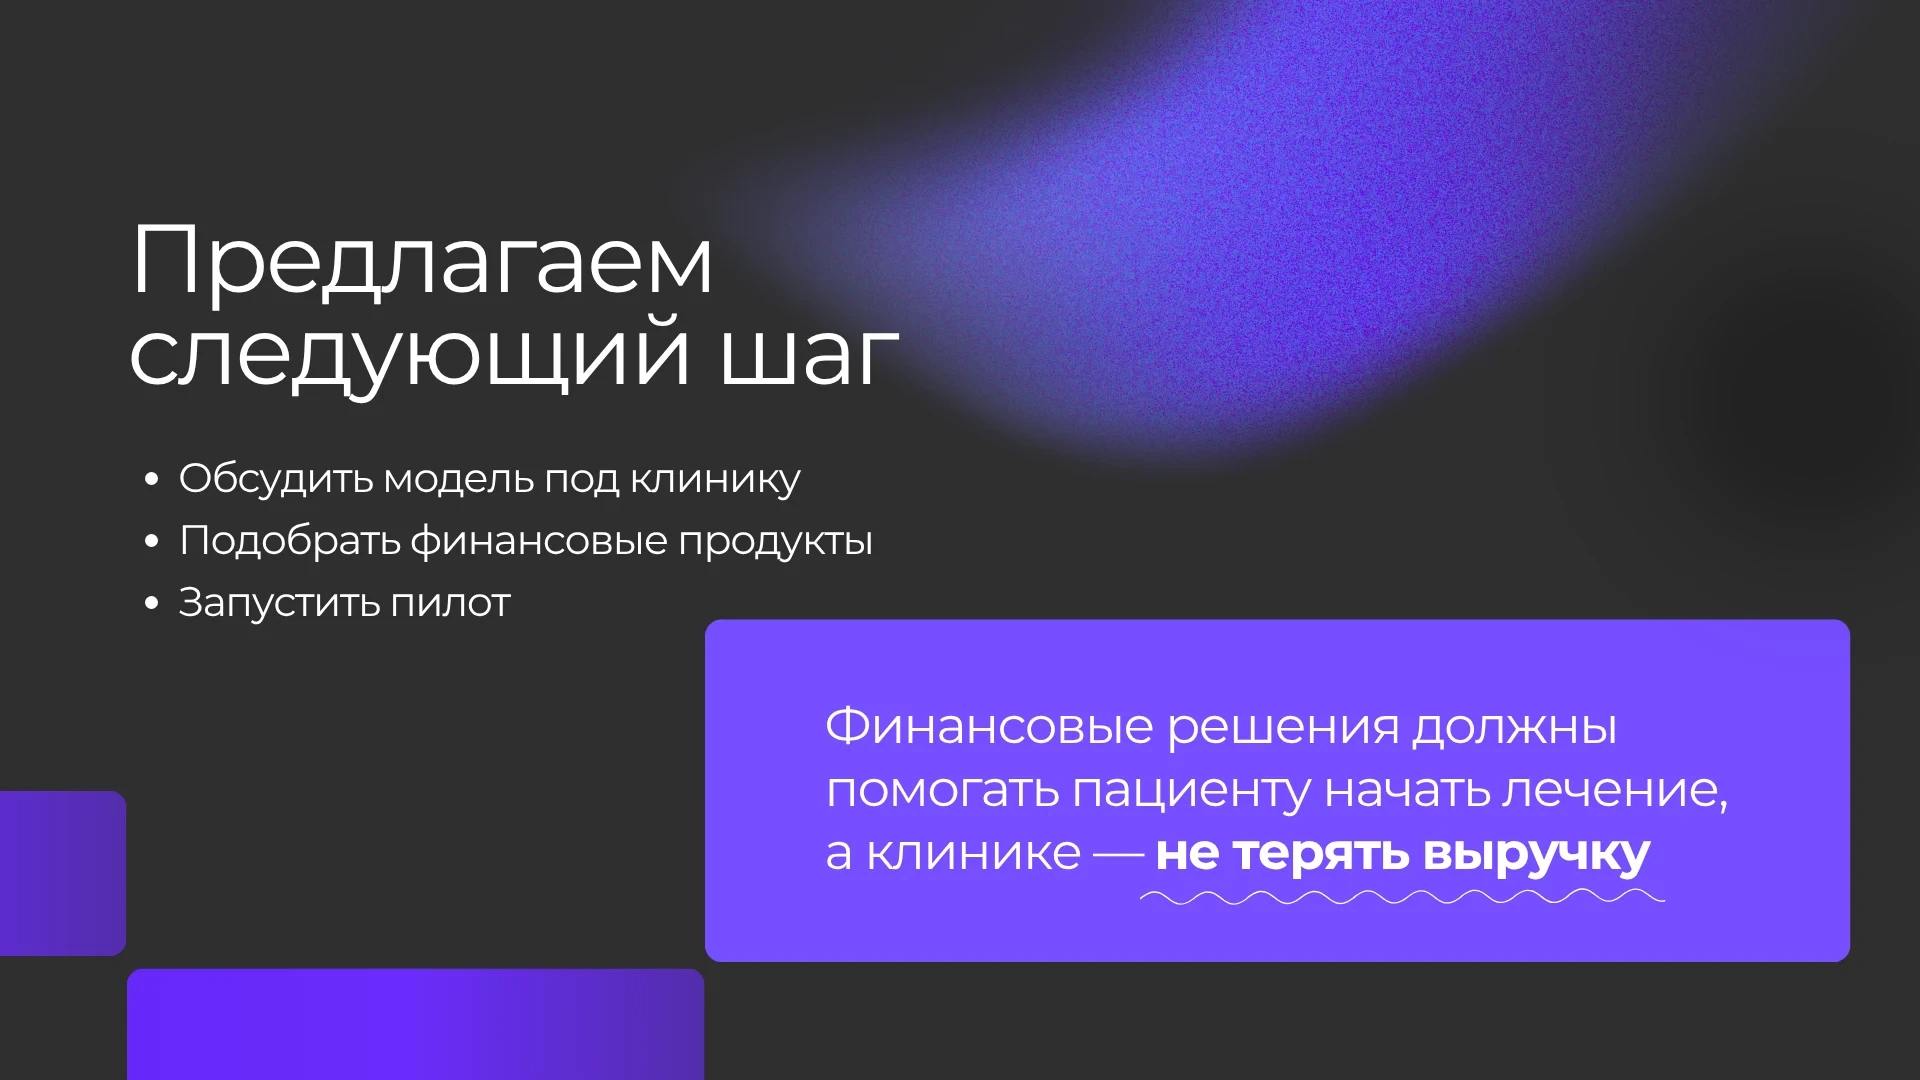 Предлагаем
следующий шаг
• Обсудить модель под клинику
• Подобрать финансовые продукты
• Запустить пилот
Финансовые решения должны
помогать пациенту начать лечение,
а клинике — не терять выручку